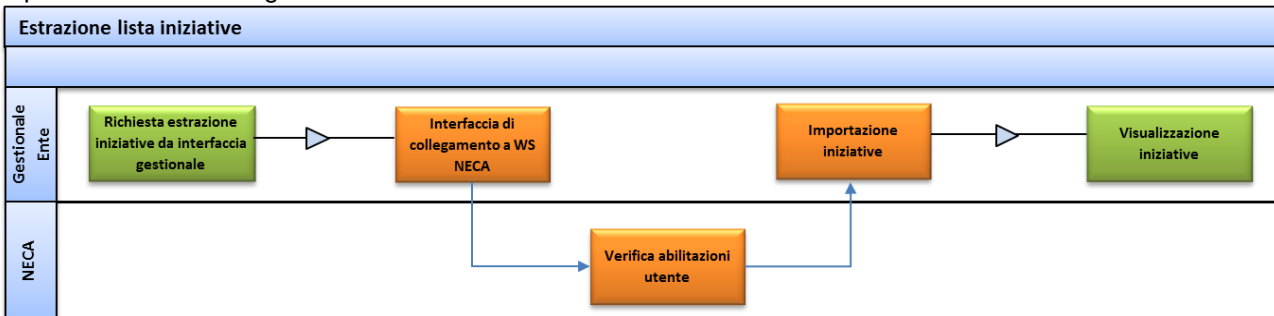 Estrazione lista iniziative
Gestionale
Ente
Richiesta estrazione
iniziative da interfaccia
gestionale
Interfaccia di
collegamento a WS
NECA
Importazione
iniziative
Visualizzazione
iniziative
NECA
Verifica abilitazioni
utente